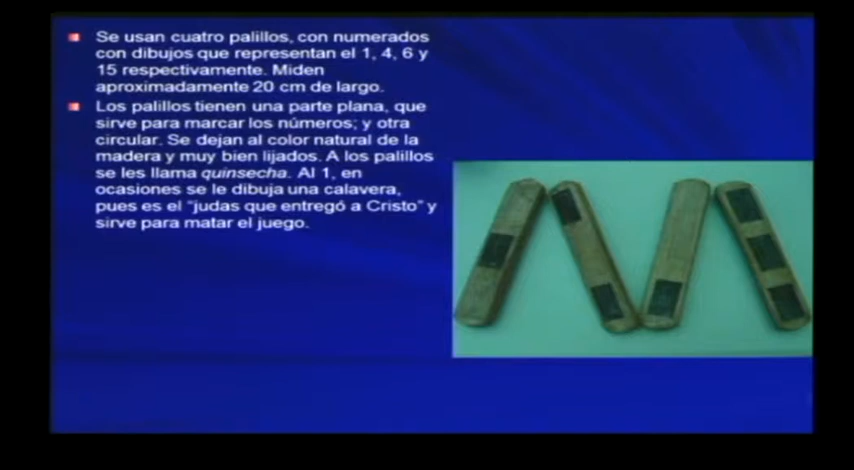 Se usan cuatro palillos, con numerados
con dibujos que representan el 1, 4, 6 y
15 respectivamente. Miden
aproximadamente 20 cm de largo.
Los palillos tienen una parte plana, que
sirve para marcar los números; y otra
circular. Se dejan al color natural de la
madera y muy bien lijados. A los palillos
se les llama quinsecha. Al 1, en
ocasiones se le dibuja una calavera,
pues es el “judas que entregó a Cristo” y
sirve para matar el juego.